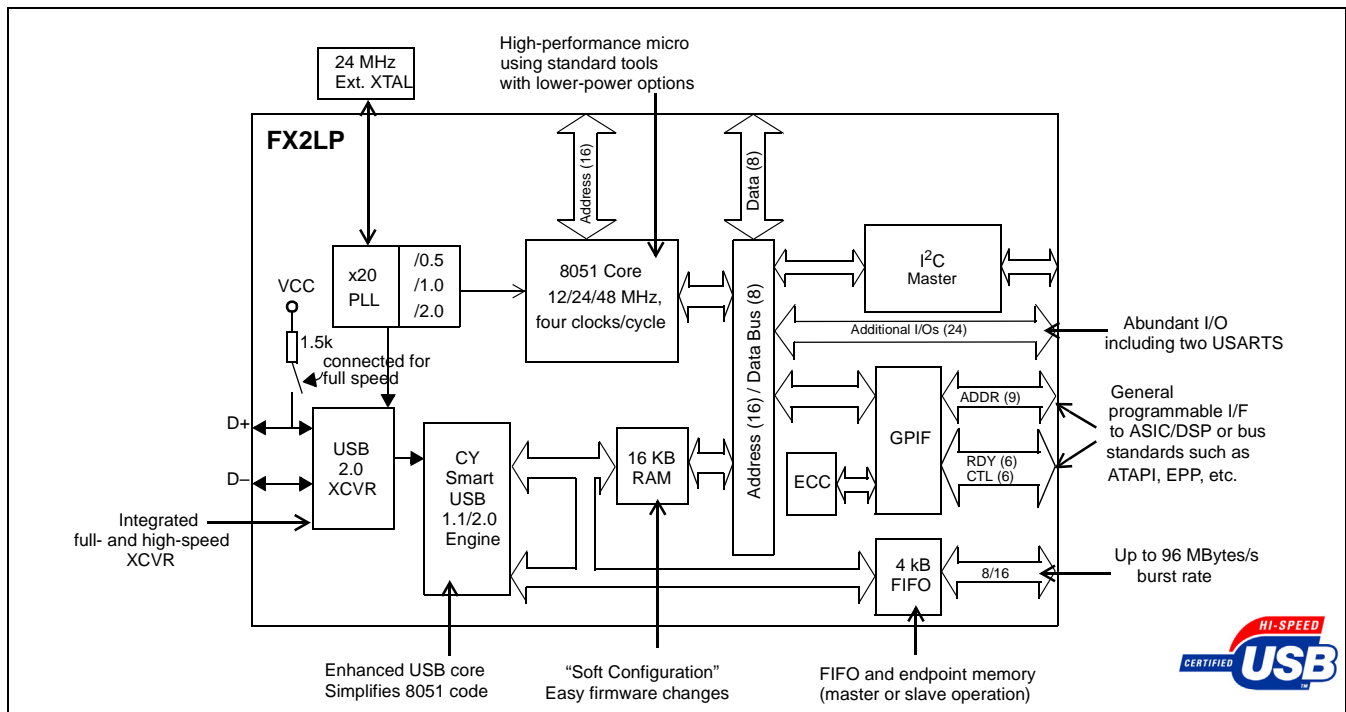 High-performance micro
using standard tools
with lower-power options
24 MHz
Ext. XTAL
FX2LP
Address (16)
Data (8)
x20
PLL
/0.5
/1.0
/2.0
8051 Core
12/24/48 MHz,
four clocks/cycle
I²C
Master
VCC
1.5k
connected for
full speed
Address (16) / Data Bus (8)
Additional I/Os (24)
Abundant I/O
including two USARTS
ADDR (9)
GPIF
RDY (6)
CTL (6)
General
programmable I/F
to ASIC/DSP or bus
standards such as
ATAPI, EPP, etc.
D+
D–
USB
2.0
XCVR
CY
Smart
USB
1.1/2.0
Engine
16 KB
RAM
ECC
Integrated
full- and high-speed
XCVR
4 kB
FIFO
8/16
Up to 96 MBytes/s
burst rate
Enhanced USB core
Simplifies 8051 code
“Soft Configuration”
Easy firmware changes
FIFO and endpoint memory
(master or slave operation)
HI-SPEED
CERTIFIED
USB
TM